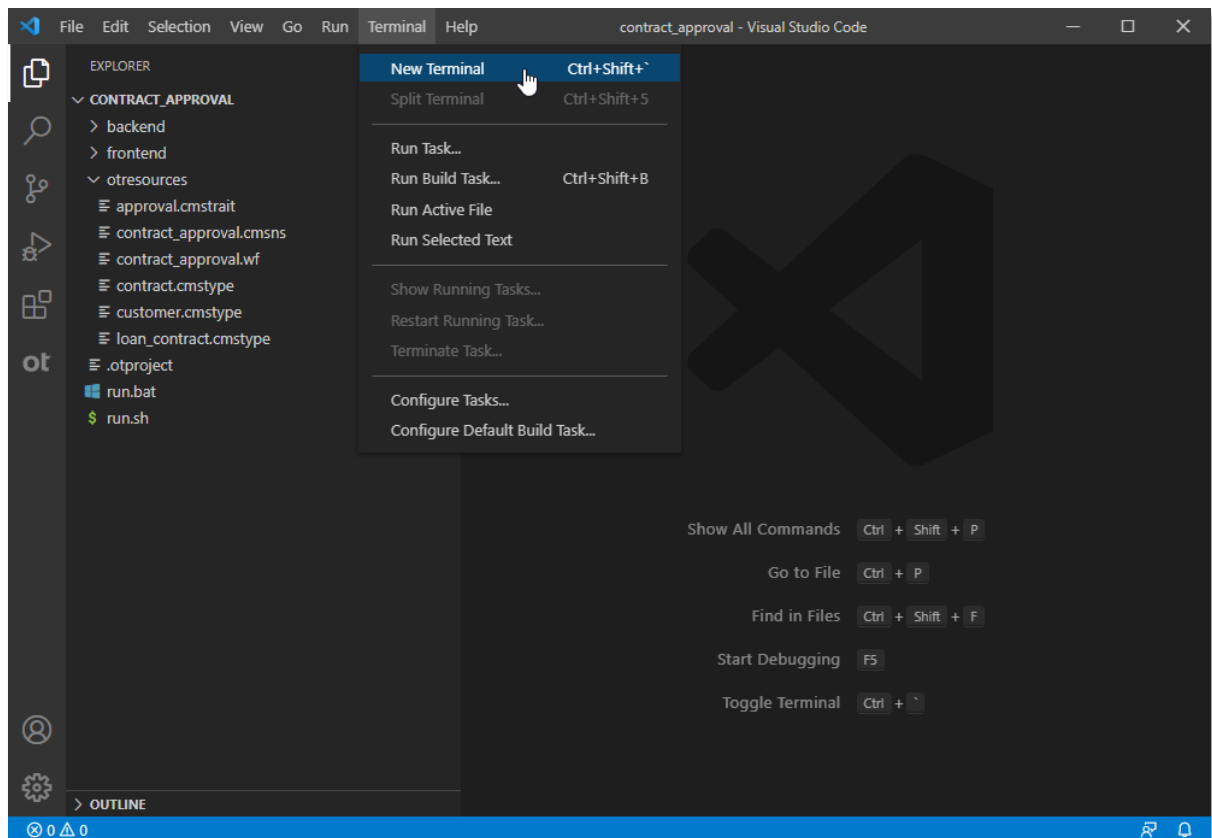 File Edit Selection View Go Run Terminal Help contract_approval - Visual Studio Code
EXPLORER
CONTRACT_APPROVAL
backend
frontend
otresources
approval.cmstrait
contract_approval.cmsns
contract_approval.wf
contract.cmstype
customer.cmstype
loan_contract.cmstype
.otproject
run.bat
$ run.sh
OUTLINE
ot
New Terminal Ctrl+Shift+`
Split Terminal Ctrl+Shift+5
Run Task...
Run Build Task... Ctrl+Shift+B
Run Active File
Run Selected Text
Show Running Tasks...
Restart Running Task...
Terminate Task...
Configure Tasks...
Configure Default Build Task...
Show All Commands Ctrl + Shift + P
Go to File Ctrl + P
Find in Files Ctrl + Shift + F
Start Debugging F5
Toggle Terminal Ctrl + `
0 0